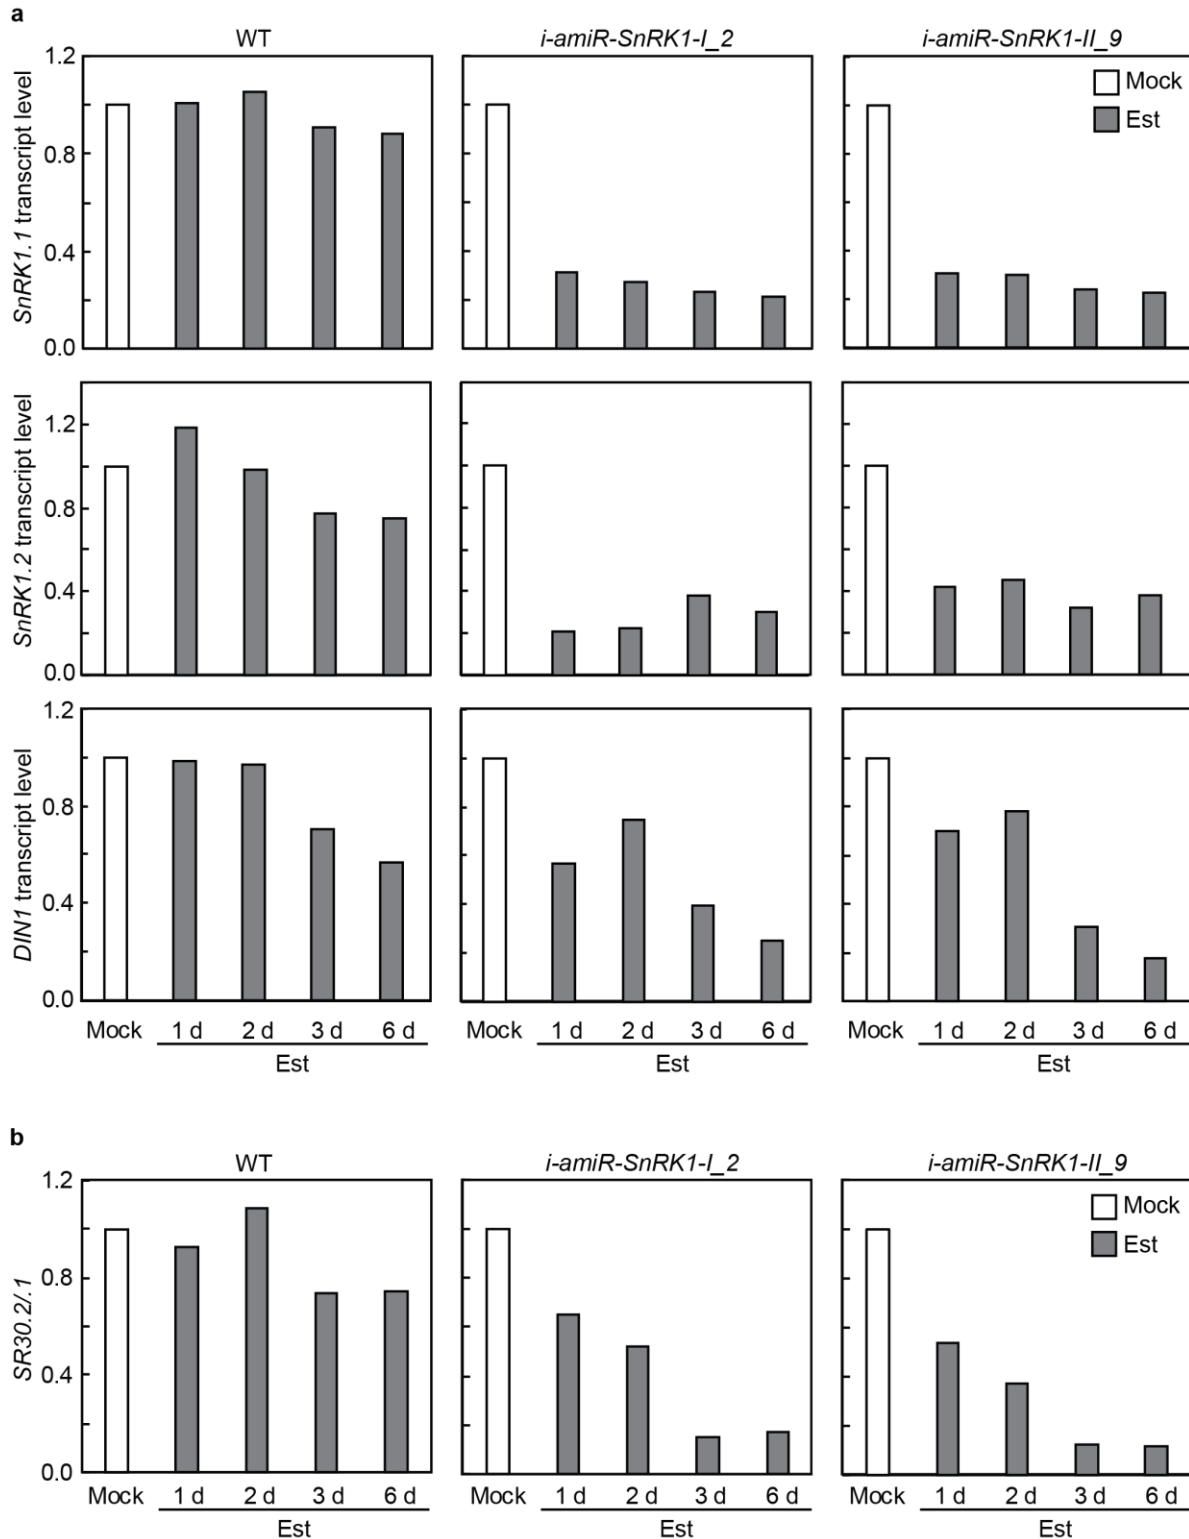 a
WT
i-amiR-SnRK1-I_2
i-amiR-SnRK1-II_9
SnRK1.1 transcript level
1.2
0.8
0.4
0.0
Mock
Est
SnRK1.2 transcript level
1.2
0.8
0.4
0.0
DIN1 transcript level
1.2
0.8
0.4
0.0
Mock 1 d 2 d 3 d 6 d
Est
1 d 2 d 3 d 6 d
Mock
Est
Mock 1 d 2 d 3 d 6 d
Est
b
WT
i-amiR-SnRK1-I_2
i-amiR-SnRK1-II_9
SR30.2/.1
1.2
0.8
0.4
0.0
Mock
Est
Mock 1 d 2 d 3 d 6 d
Est
Mock 1 d 2 d 3 d 6 d
Est
Mock 1 d 2 d 3 d 6 d
Est